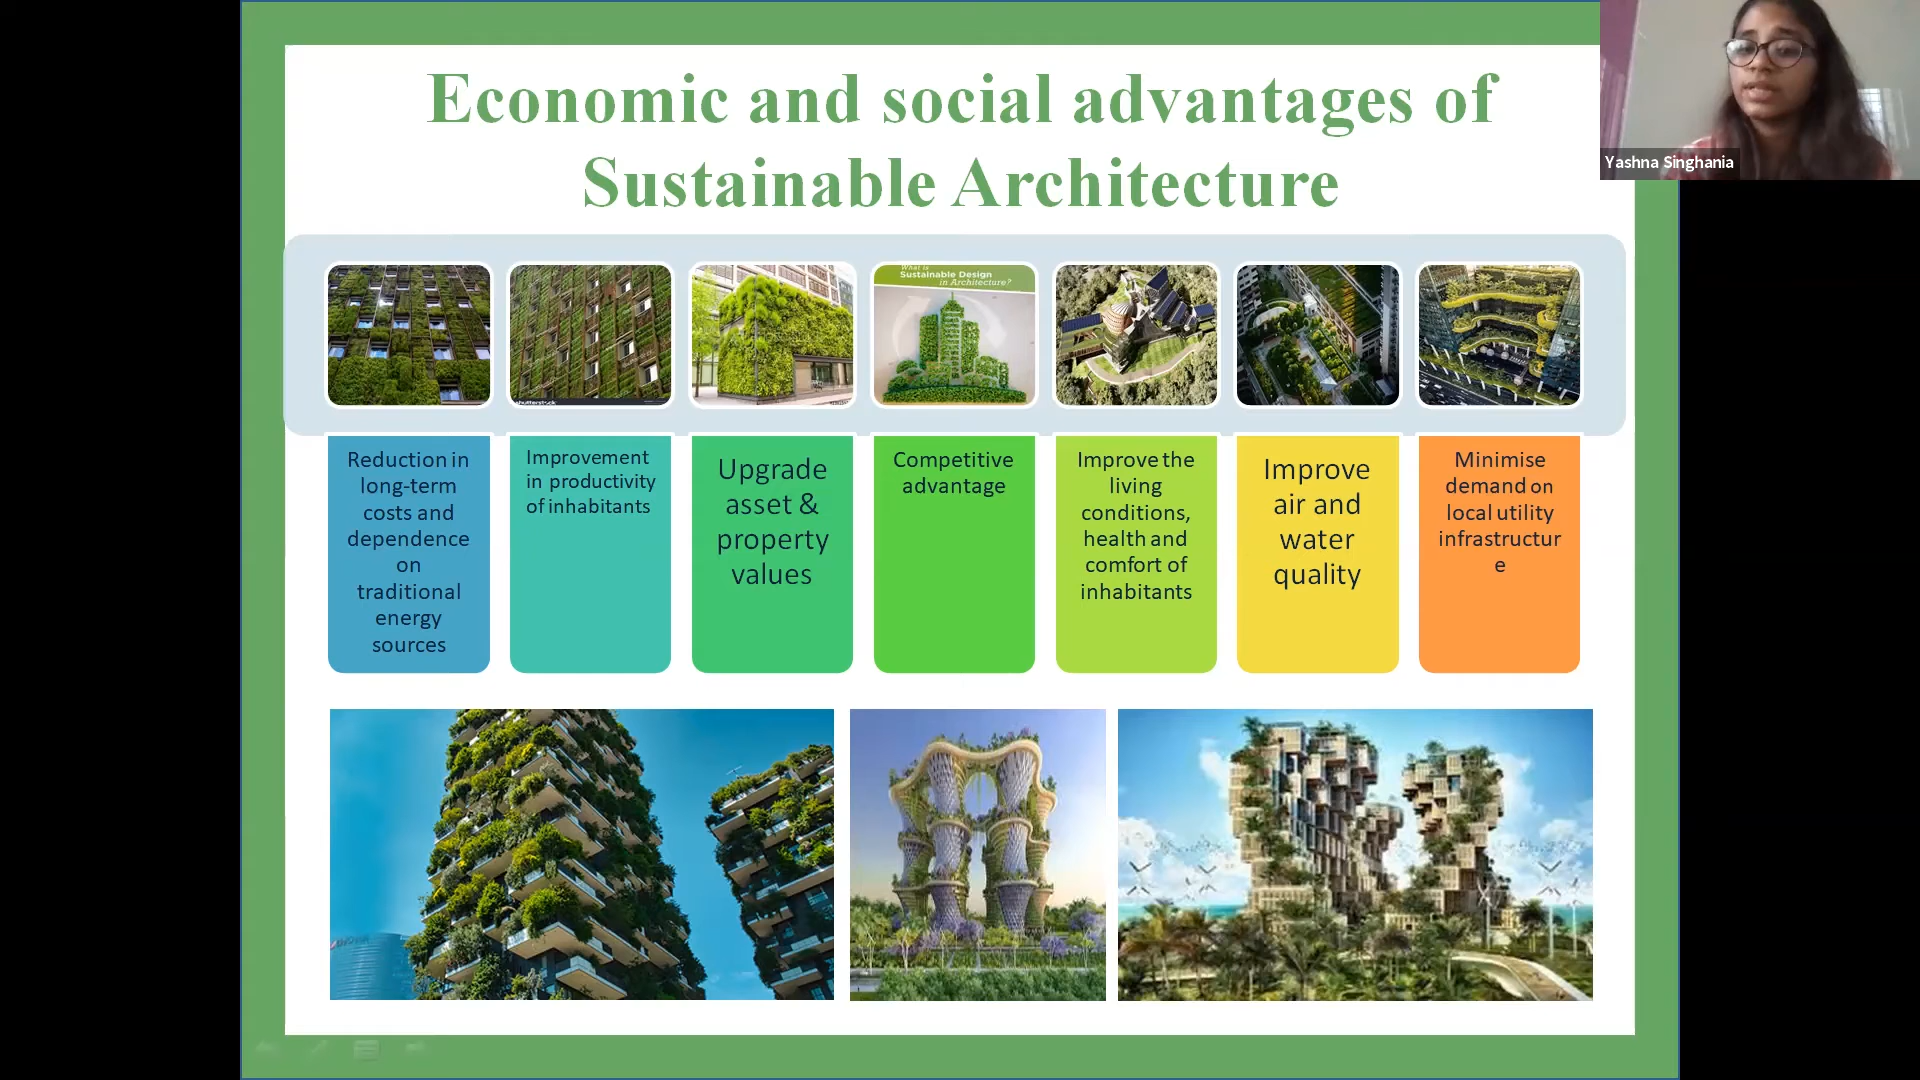 Economic and social advantages of
Sustainable Architecture
Yashna Singhania
What is
Sustainable Design
in Architecture?
shutterstock
Reduction in
long-term
costs and
dependence
on
traditional
energy
sources
Improvement
in productivity
of inhabitants
Upgrade
asset &
property
values
Competitive
advantage
Improve the
living
conditions,
health and
comfort of
inhabitants
Improve
air and
water
quality
Minimise
demand on
local utility
infrastructur
e